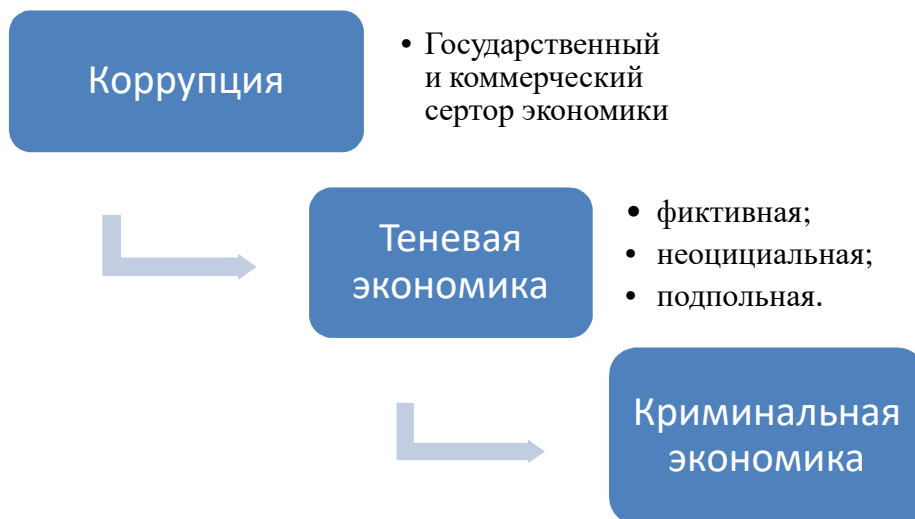 Коррупция
• Государственный
и коммерческий
сертор экономики
Теневая
экономика
• фиктивная;
• неоцициальная;
• подпольная.
Криминальная
экономика